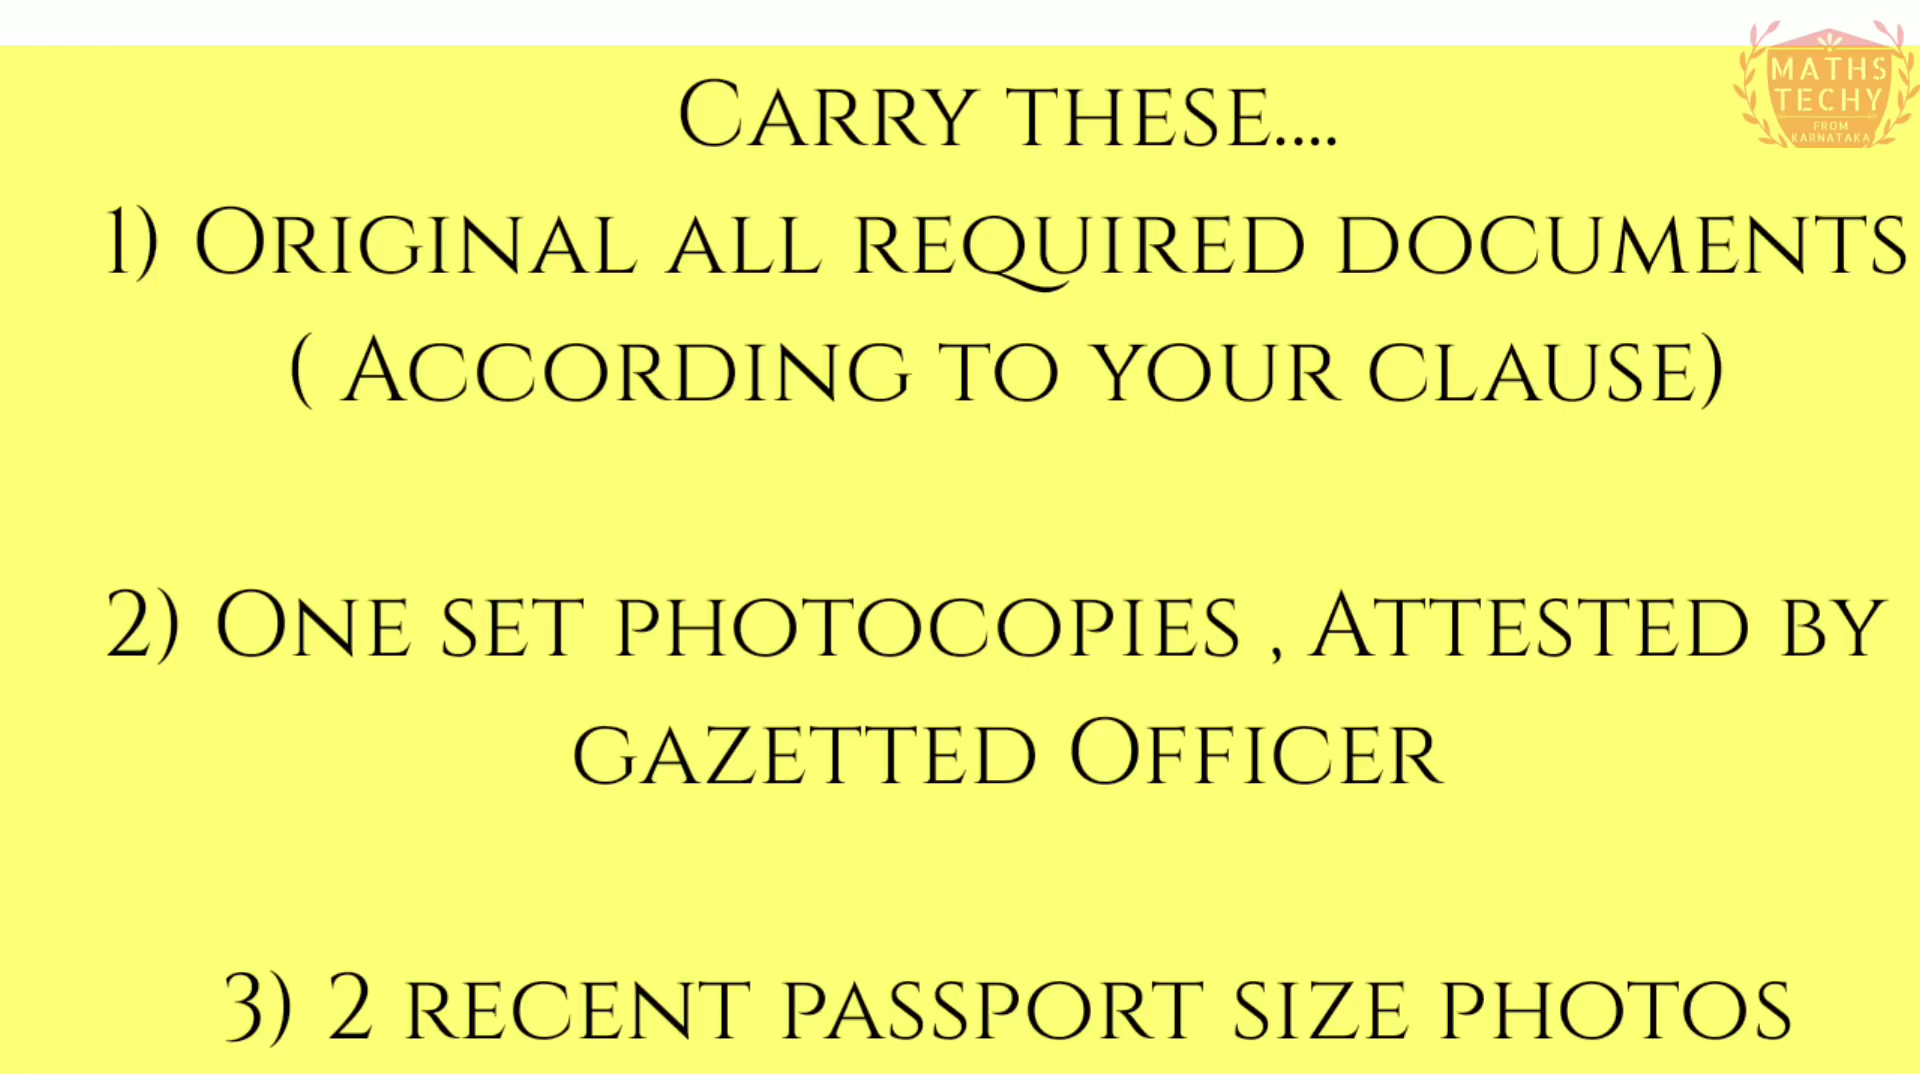 MATHS
TECHY
FROM
KARNATAKA
Carry these....
1) Original all required documents
( According to your clause)
2) One set photocopies , Attested by
gazetted Officer
3) 2 recent passport size photos